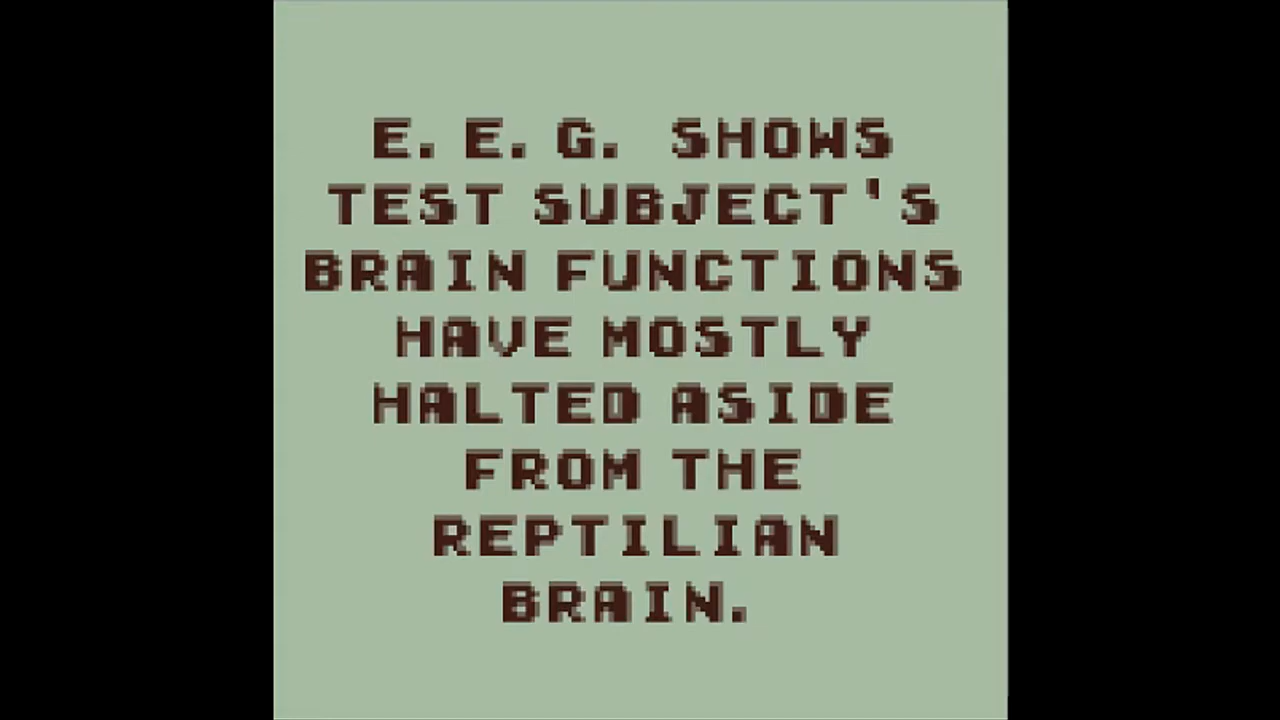 E.E.G. SHOWS
TEST SUBJECT'S
BRAIN FUNCTIONS
HAVE MOSTLY
HALTED ASIDE
FROM THE
REPTILIAN
BRAIN.